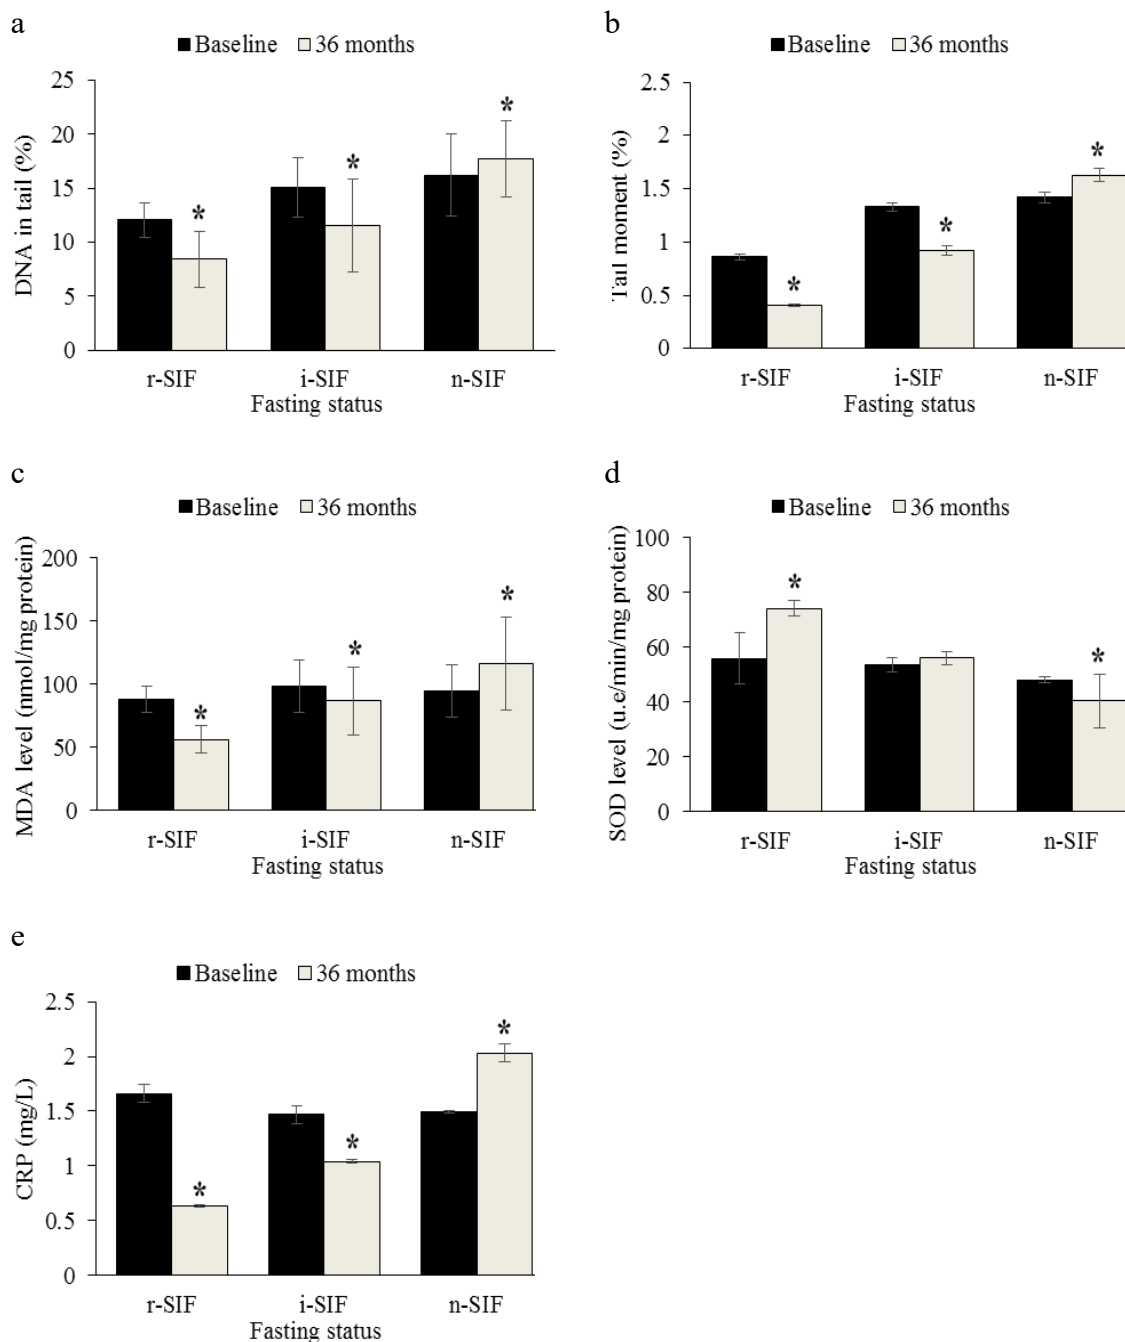 a
Baseline 36 months
DNA in tail (%)
25
20
15
10
5
0
*
*
*
r-SIF i-SIF n-SIF
Fasting status
b
Baseline 36 months
Tail moment (%)
2.5
2
1.5
1
0.5
0
*
*
*
r-SIF i-SIF n-SIF
Fasting status
c
Baseline 36 months
MDA level (nmol/mg protein)
200
150
100
50
0
*
*
*
r-SIF i-SIF n-SIF
Fasting status
d
Baseline 36 months
SOD level (u.e/min/mg protein)
100
80
60
40
20
0
*
*
r-SIF i-SIF n-SIF
Fasting status
e
Baseline 36 months
CRP (mg/L)
2.5
2
1.5
1
0.5
0
*
*
*
r-SIF i-SIF n-SIF
Fasting status